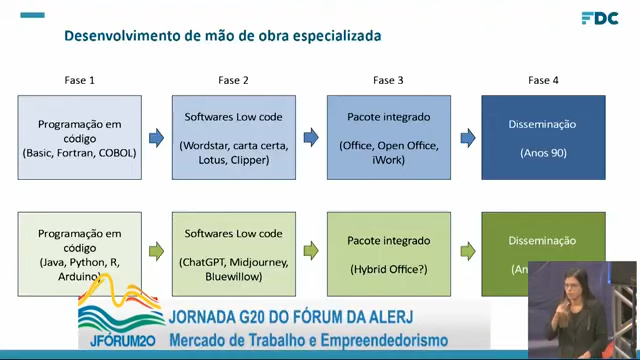 FDC
Desenvolvimento de mão de obra especializada
Fase 1
Fase 2
Fase 3
Fase 4
Programação em
código
(Basic, Fortran, COBOL)
Softwares Low code
(Wordstar, carta certa,
Lotus, Clipper)
Pacote integrado
(Office, Open Office,
iWork)
Disseminação
(Anos 90)
Programação em
código
(Java, Python, R,
Arduino)
Softwares Low code
(ChatGPT, Midjourney,
Bluewillow)
Pacote integrado
(Hybrid Office?)
Disseminação
JFÓRUM20
JORNADA G20 DO FÓRUM DA ALERJ
Mercado de Trabalho e Empreendedorismo